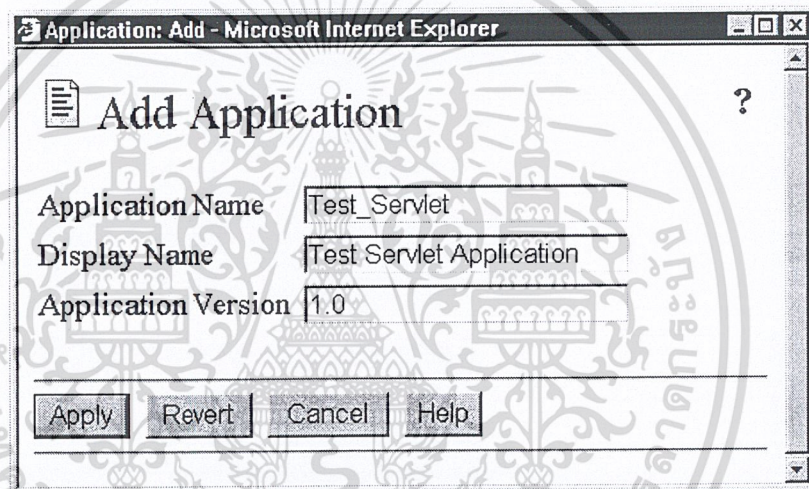 Application: Add - Microsoft Internet Explorer
Add Application
?
Application Name Test_Servlet
Display Name Test Servlet Application
Application Version 1.0
Apply Revert Cancel Help